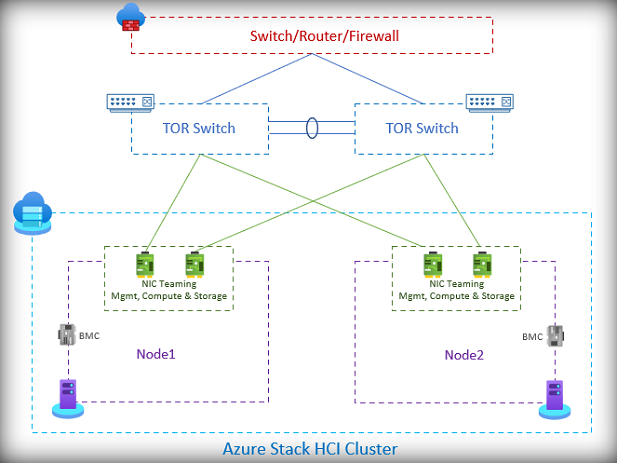 Switch/Router/Firewall
TOR Switch
TOR Switch
NIC Teaming
Mgmt, Compute & Storage
NIC Teaming
Mgmt, Compute & Storage
BMC
BMC
Node1
Node2
Azure Stack HCI Cluster